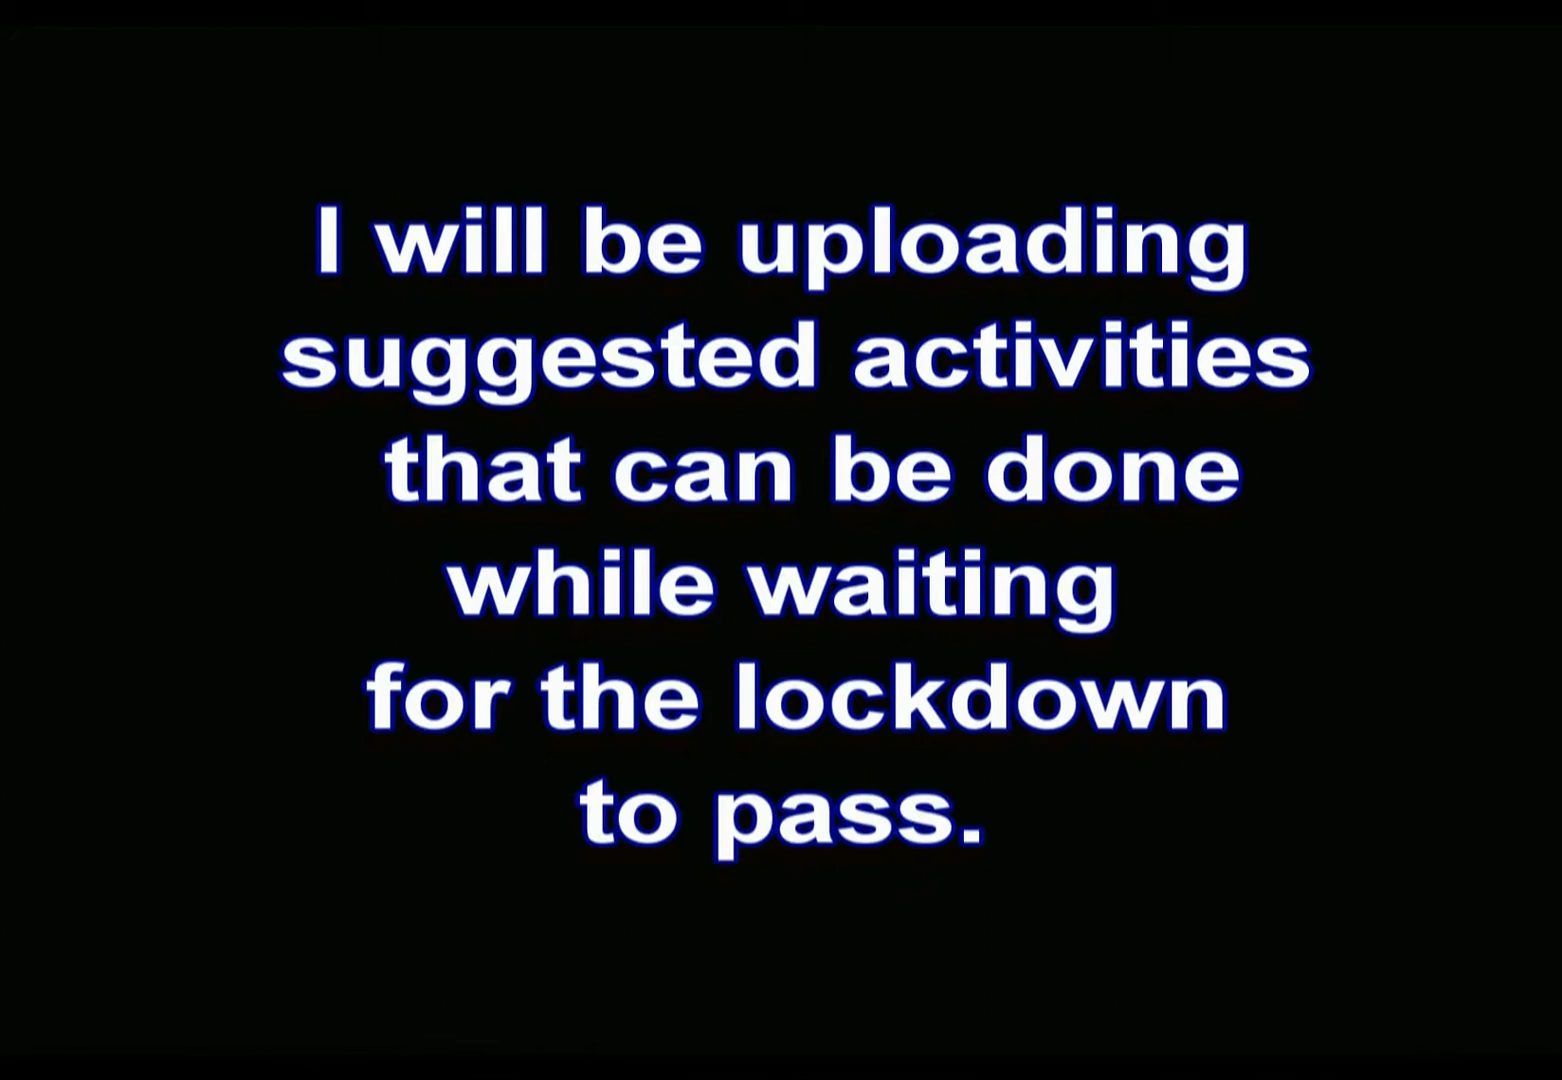 I will be uploading
suggested activities
that can be done
while waiting
for the lockdown
to pass.